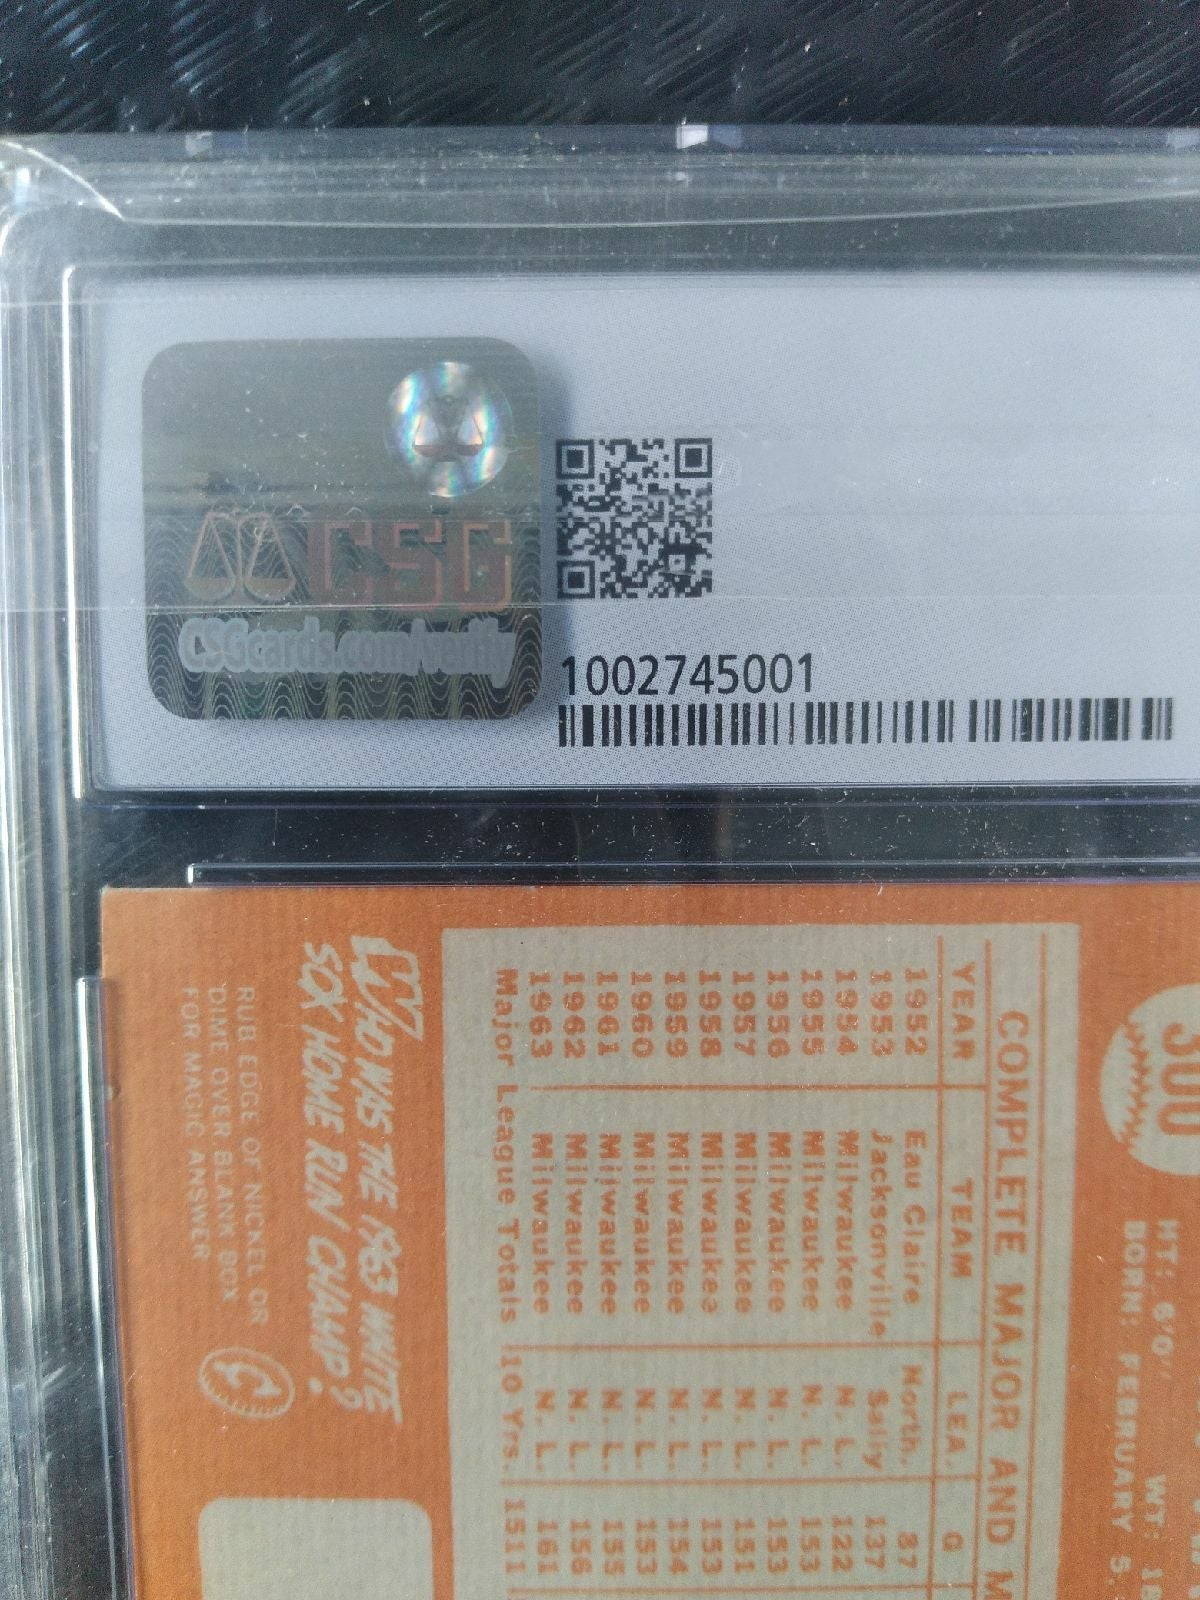 CSG
CSGcards.com/verify
1002745001
300
HT: 6'0"
BORN: FEBRUARY 5,
COMPLETE MAJOR AND
YEAR TEAM LEA. G
1952 Eau Claire North. 87
1953 Jacksonville Sally 137
1954 Milwaukee N. L. 122
1955 Milwaukee N. L. 153
1956 Milwaukee N. L. 153
1957 Milwaukee N. L. 151
1958 Milwaukee N. L. 153
1959 Milwaukee N. L. 154
1960 Milwaukee N. L. 153
1961 Milwaukee N. L. 155
1962 Milwaukee N. L. 156
1963 Milwaukee N. L. 161
Major League Totals 10 Yrs. 1511
WHO WAS THE 1963 WHITE
SOX HOME RUN CHAMP?
RUB EDGE OF NICKEL OR
DIME OVER BLANK BOX
FOR MAGIC ANSWER
C